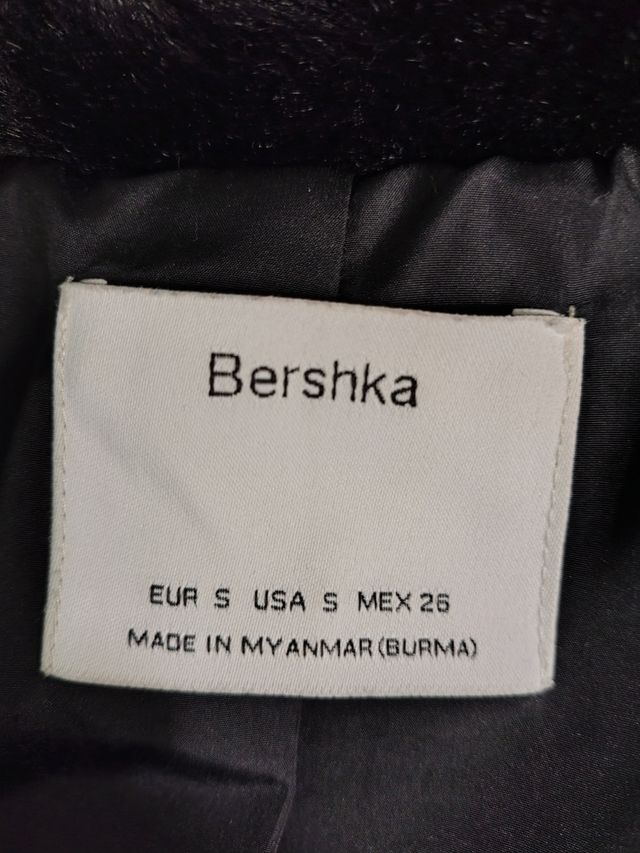 Bershka
EUR S USA S MEX 26
MADE IN MYANMAR (BURMA)